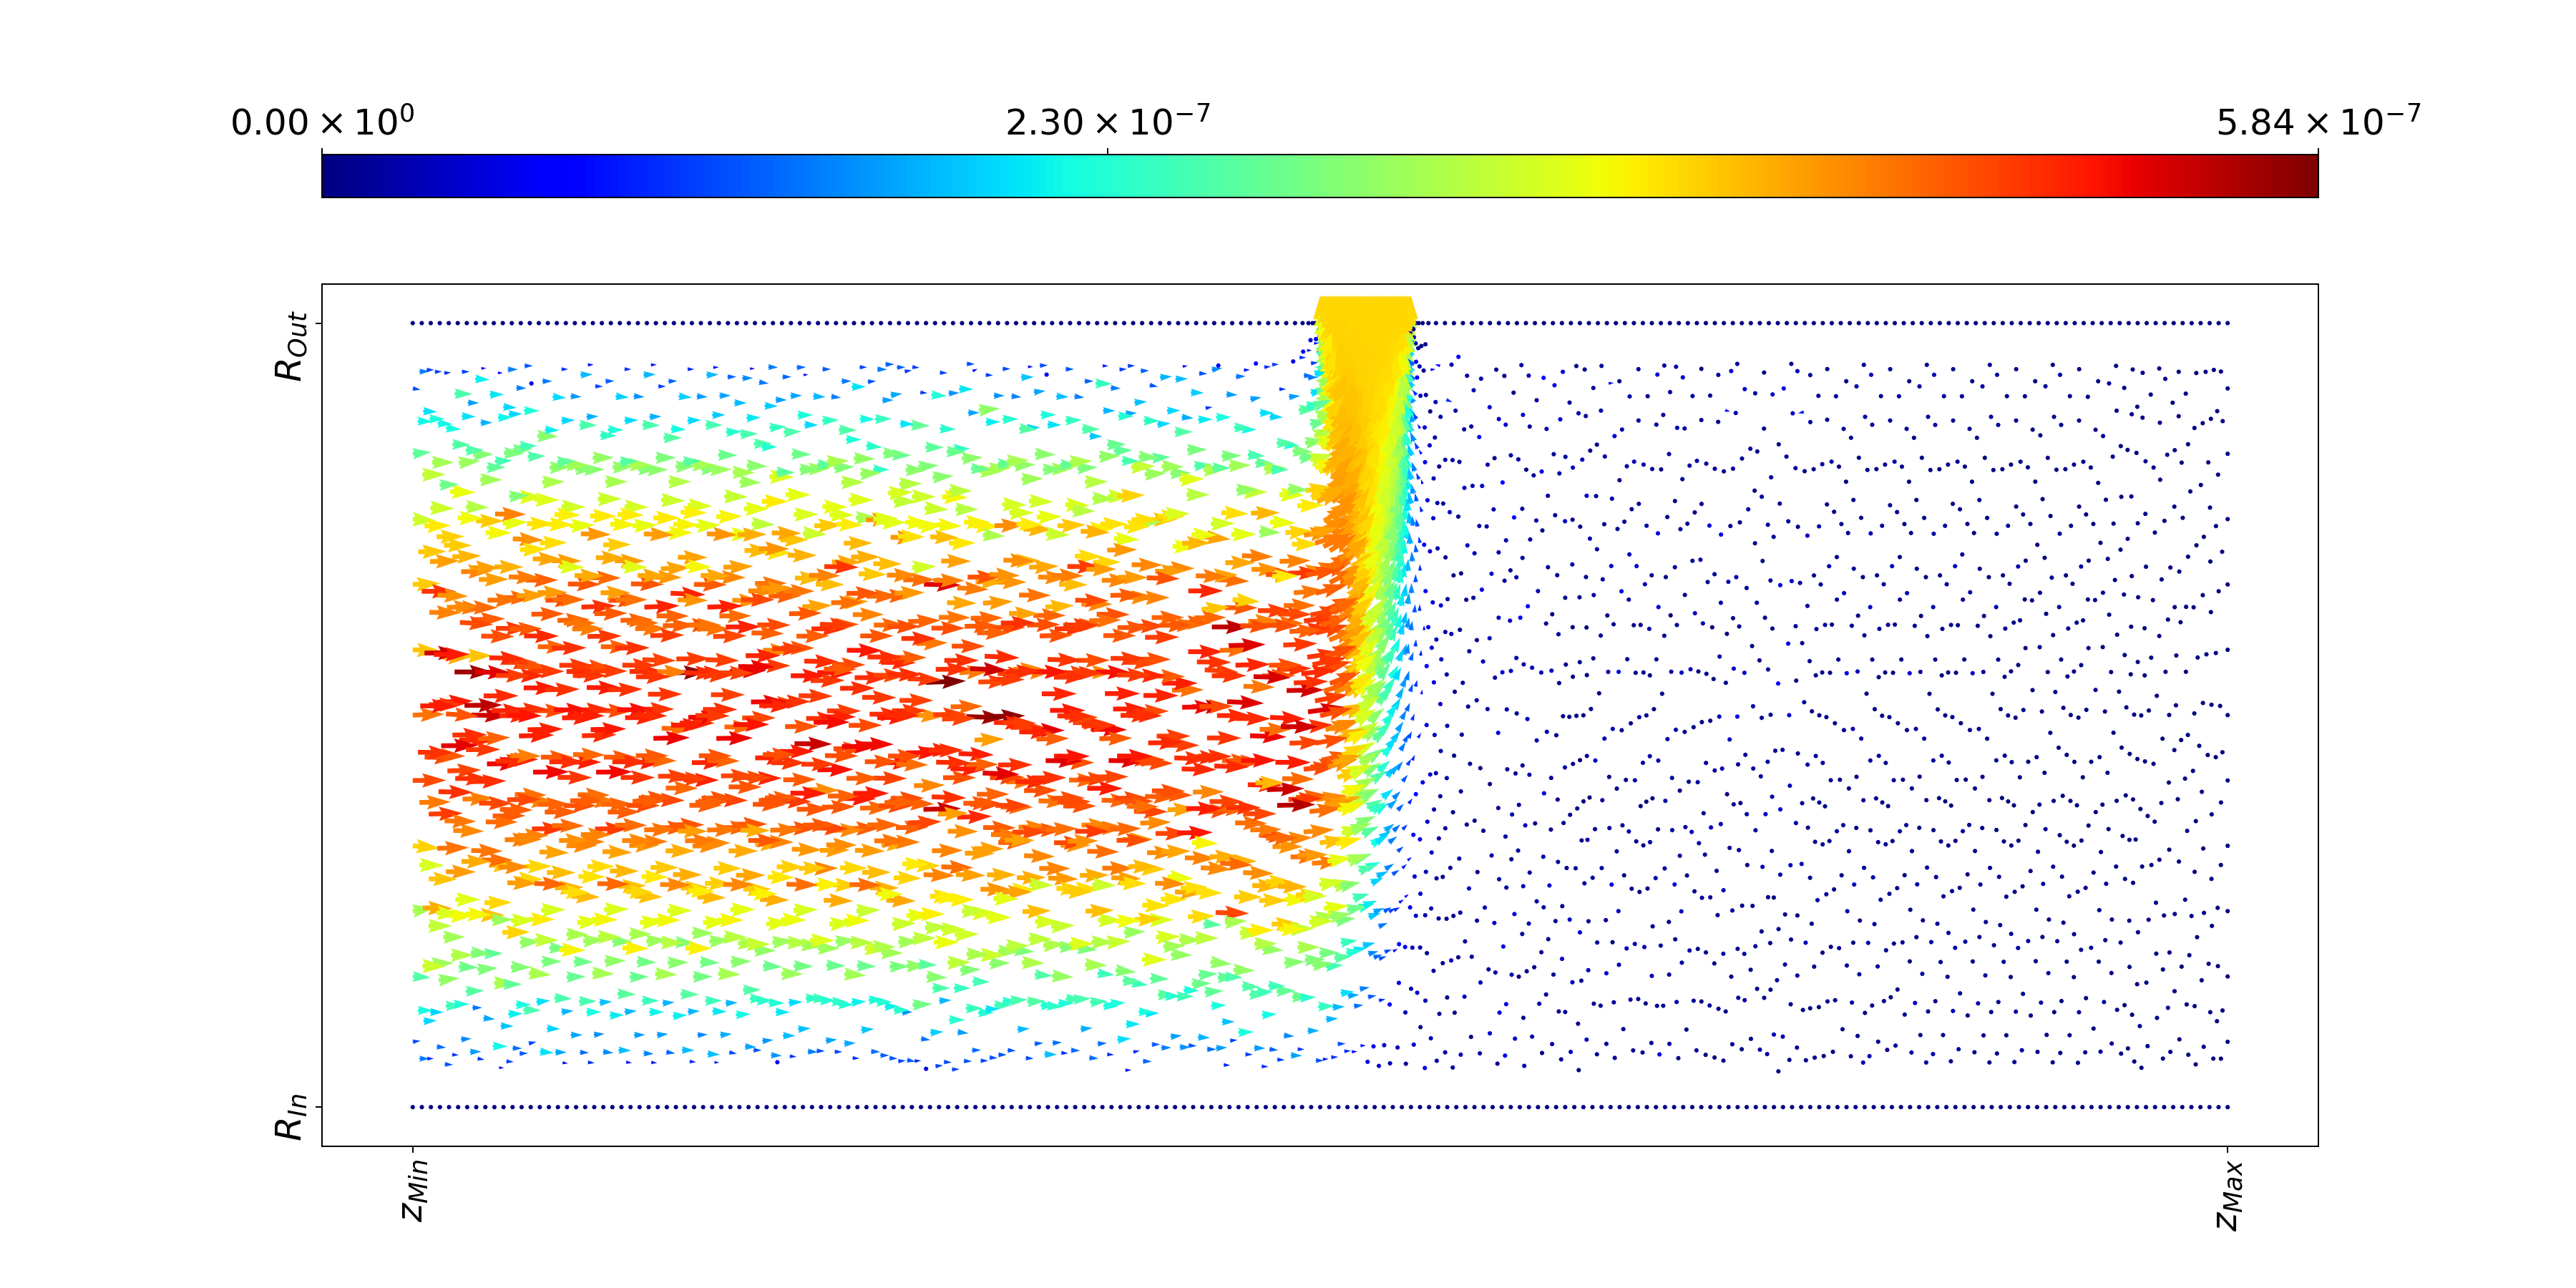 0.00 × 10⁰ 2.30 × 10⁻⁷ 5.84 × 10⁻⁷
R_Out
R_In
z_Min z_Max